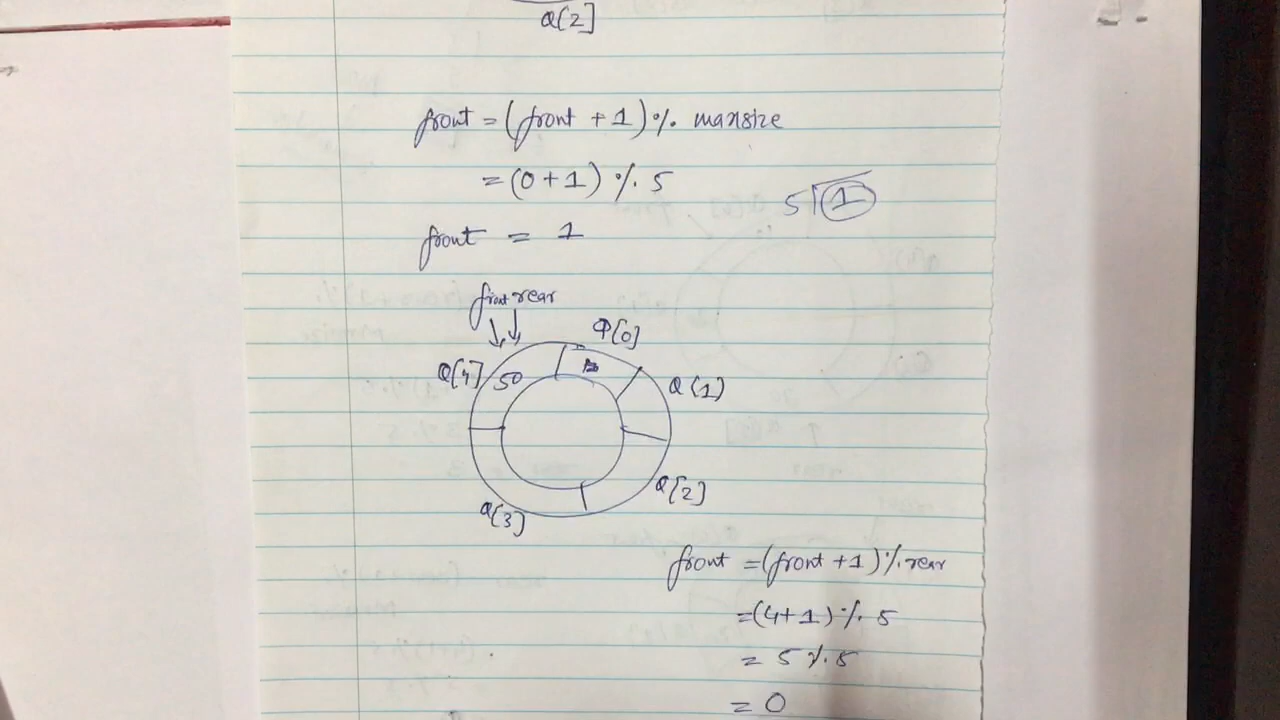 Q[2]
front = (front + 1) % maxsize
= (0+1) % 5
5 1
front = 1
front rear
Q[0]
Q[4] 50
Q(1)
Q[2]
Q[3]
front = (front +1) % rear
= (4+1) % 5
= 5 % 5
= 0